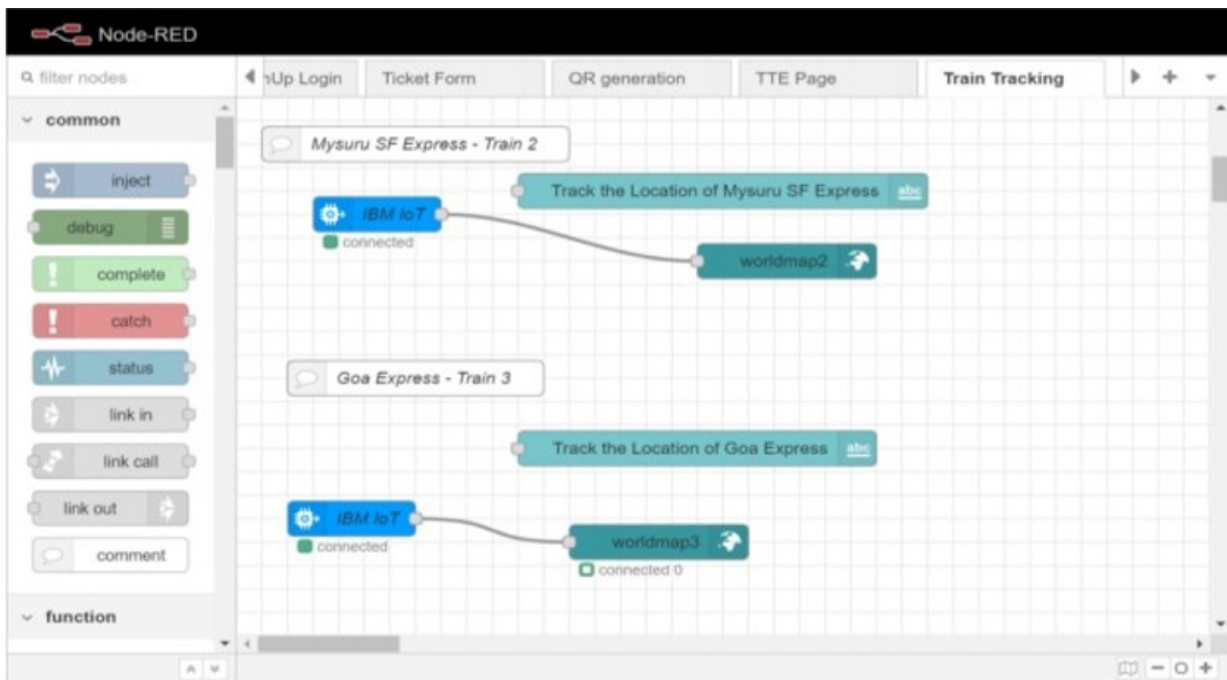 Node-RED
filter nodes
nUp Login
Ticket Form
QR generation
TTE Page
Train Tracking
common
inject
debug
complete
catch
status
link in
link call
link out
comment
function
Mysuru SF Express - Train 2
Track the Location of Mysuru SF Express
abc
IBM IoT
connected
worldmap2
Goa Express - Train 3
Track the Location of Goa Express
abc
IBM IoT
connected
worldmap3
connected 0